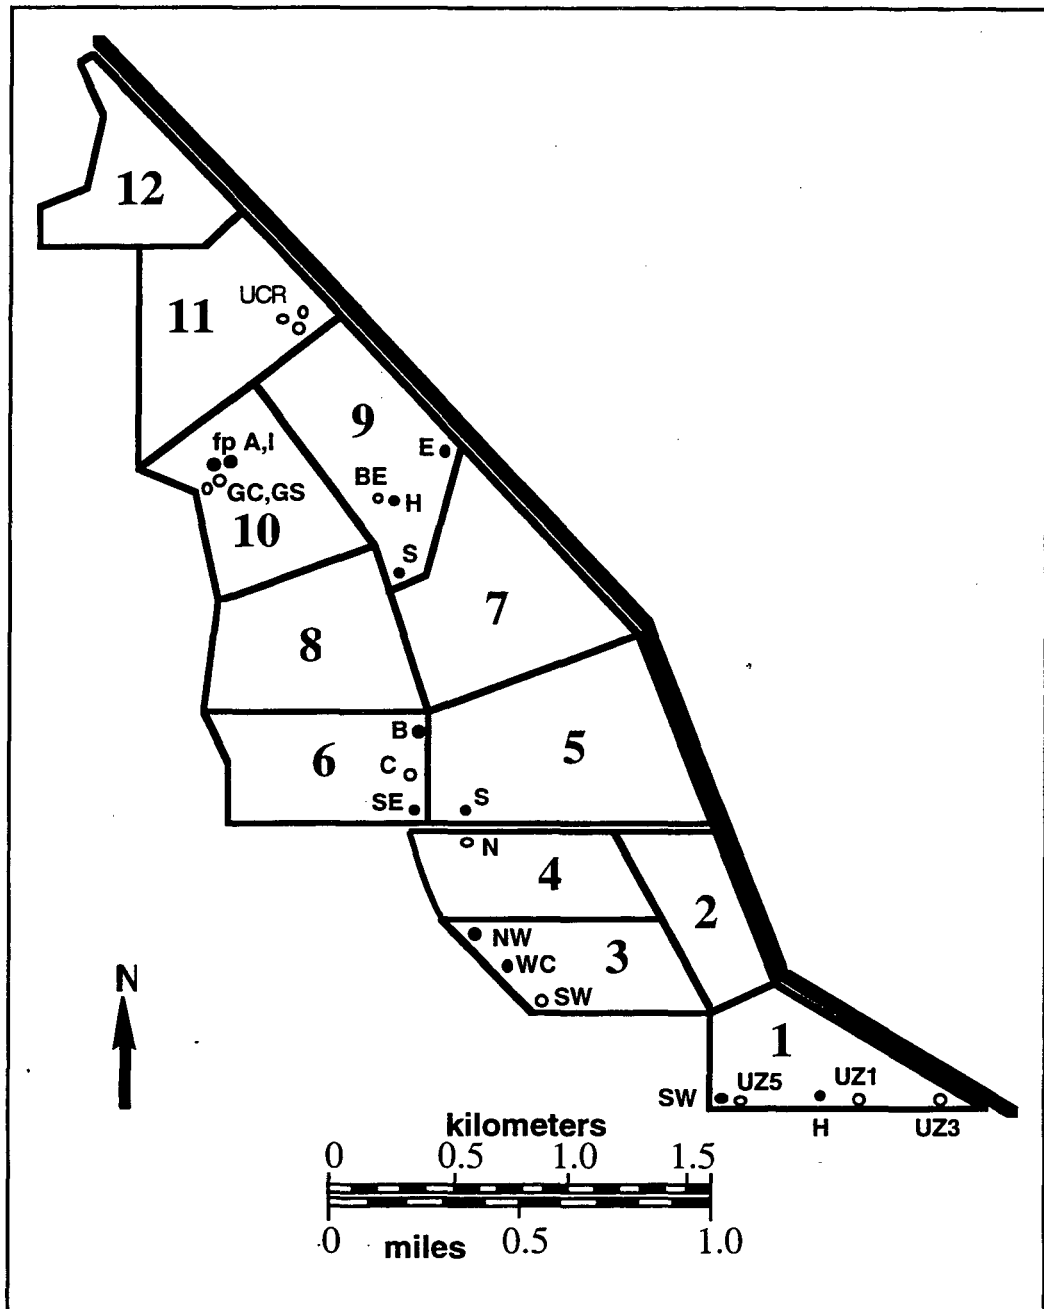 12
UCR
11
9
fp A,I
E
BE
GC,GS
H
10
S
7
8
B
5
6
C
SE
S
N
4
2
NW
3
WC
N
SW
1
UZ1
UZ5
SW
H
UZ3
kilometers
0 0.5 1.0 1.5
0 0.5 1.0
miles